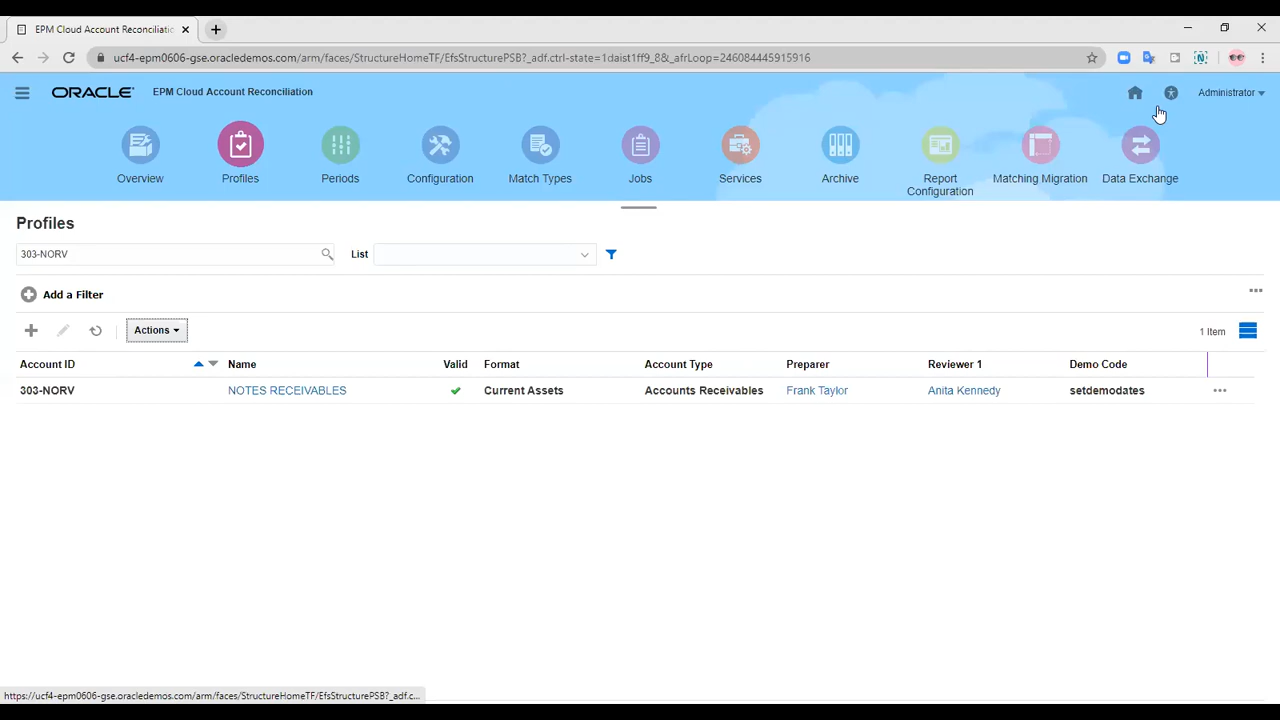 EPM Cloud Account Reconciliatic
ucf4-epm0606-gse.oracledemos.com/arm/faces/StructureHomeTF/EfsStructurePSB?_adf.ctrl-state=1daist1ff9_8&_afrLoop=246084445915916
ORACLE EPM Cloud Account Reconciliation Administrator
Overview Profiles Periods Configuration Match Types Jobs Services Archive Report Configuration Matching Migration Data Exchange
Profiles
303-NORV List
Add a Filter
Actions 1 Item
Account ID Name Valid Format Account Type Preparer Reviewer 1 Demo Code
303-NORV NOTES RECEIVABLES Current Assets Accounts Receivables Frank Taylor Anita Kennedy setdemodates
https://ucf4-epm0606-gse.oracledemos.com/arm/faces/StructureHomeTF/EfsStructurePSB?_adf.c...